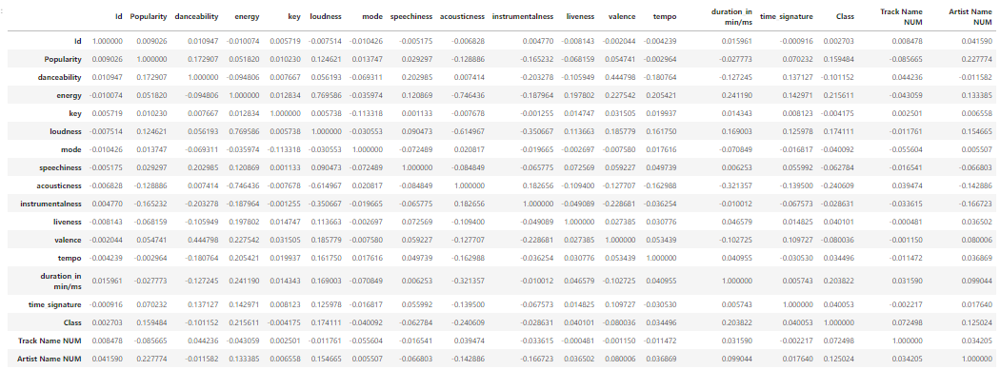 Id Popularity danceability energy key loudness mode speechiness acousticness instrumentalness liveness valence tempo duration in min/ms time signature Class Track Name NUM Artist Name NUM
Id 1.000000 0.009026 0.010947 -0.010074 0.005719 -0.007514 -0.010426 -0.005175 -0.006828 0.004770 -0.008143 -0.002044 -0.004239 0.015961 -0.000916 0.002703 0.008478 0.041590
Popularity 0.009026 1.000000 0.172907 0.051820 0.010230 0.124621 0.013747 0.029297 -0.128886 -0.165232 -0.068159 0.054741 -0.002964 -0.027773 0.070232 0.159484 -0.085665 0.227774
danceability 0.010947 0.172907 1.000000 -0.094806 0.007667 0.056193 -0.069311 0.202985 0.007414 -0.203278 -0.105949 0.444798 -0.180764 -0.127245 0.137127 -0.101152 0.044236 -0.011582
energy -0.010074 0.051820 -0.094806 1.000000 0.012834 0.769586 -0.035974 0.120869 -0.746436 -0.187964 0.197802 0.227542 0.205421 0.241190 0.142971 0.215611 -0.043059 0.133385
key 0.005719 0.010230 0.007667 0.012834 1.000000 0.005738 -0.113318 0.001133 -0.007678 -0.001255 0.014747 0.031505 0.019937 0.014343 0.008123 -0.004175 0.002501 0.006558
loudness -0.007514 0.124621 0.056193 0.769586 0.005738 1.000000 -0.030553 0.090473 -0.614967 -0.350667 0.113663 0.185779 0.161750 0.169003 0.125978 0.174111 -0.011761 0.154665
mode -0.010426 0.013747 -0.069311 -0.035974 -0.113318 -0.030553 1.000000 -0.072489 0.020817 -0.019665 -0.002697 -0.007580 0.017616 -0.070849 -0.016817 -0.040092 -0.055604 0.005507
speechiness -0.005175 0.029297 0.202985 0.120869 0.001133 0.090473 -0.072489 1.000000 -0.084849 -0.065775 0.072569 0.059227 0.049739 0.006253 0.055992 -0.062784 -0.016541 -0.066803
acousticness -0.006828 -0.128886 0.007414 -0.746436 -0.007678 -0.614967 0.020817 -0.084849 1.000000 0.182656 -0.109400 -0.127707 -0.162988 -0.321357 -0.139500 -0.240609 0.039474 -0.142886
instrumentalness 0.004770 -0.165232 -0.203278 -0.187964 -0.001255 -0.350667 -0.019665 -0.065775 0.182656 1.000000 -0.049089 -0.228681 -0.036254 -0.010012 -0.067573 -0.028631 -0.033615 -0.166723
liveness -0.008143 -0.068159 -0.105949 0.197802 0.014747 0.113663 -0.002697 0.072569 -0.109400 -0.049089 1.000000 0.027385 0.030776 0.046579 0.014825 0.040101 -0.000481 0.036502
valence -0.002044 0.054741 0.444798 0.227542 0.031505 0.185779 -0.007580 0.059227 -0.127707 -0.228681 0.027385 1.000000 0.053439 -0.102725 0.109727 -0.080036 -0.001150 0.080006
tempo -0.004239 -0.002964 -0.180764 0.205421 0.019937 0.161750 0.017616 0.049739 -0.162988 -0.036254 0.030776 0.053439 1.000000 0.040955 -0.030530 0.034496 -0.011472 0.036869
duration in min/ms 0.015961 -0.027773 -0.127245 0.241190 0.014343 0.169003 -0.070849 0.006253 -0.321357 -0.010012 0.046579 -0.102725 0.040955 1.000000 0.005743 0.203822 0.031590 0.099044
time signature -0.000916 0.070232 0.137127 0.142971 0.008123 0.125978 -0.016817 0.055992 -0.139500 -0.067573 0.014825 0.109727 -0.030530 0.005743 1.000000 0.040053 -0.002217 0.017640
Class 0.002703 0.159484 -0.101152 0.215611 -0.004175 0.174111 -0.040092 -0.062784 -0.240609 -0.028631 0.040101 -0.080036 0.034496 0.203822 0.040053 1.000000 0.072498 0.125024
Track Name NUM 0.008478 -0.085665 0.044236 -0.043059 0.002501 -0.011761 -0.055604 -0.016541 0.039474 -0.033615 -0.000481 -0.001150 -0.011472 0.031590 -0.002217 0.072498 1.000000 0.034205
Artist Name NUM 0.041590 0.227774 -0.011582 0.133385 0.006558 0.154665 0.005507 -0.066803 -0.142886 -0.166723 0.036502 0.080006 0.036869 0.099044 0.017640 0.125024 0.034205 1.000000